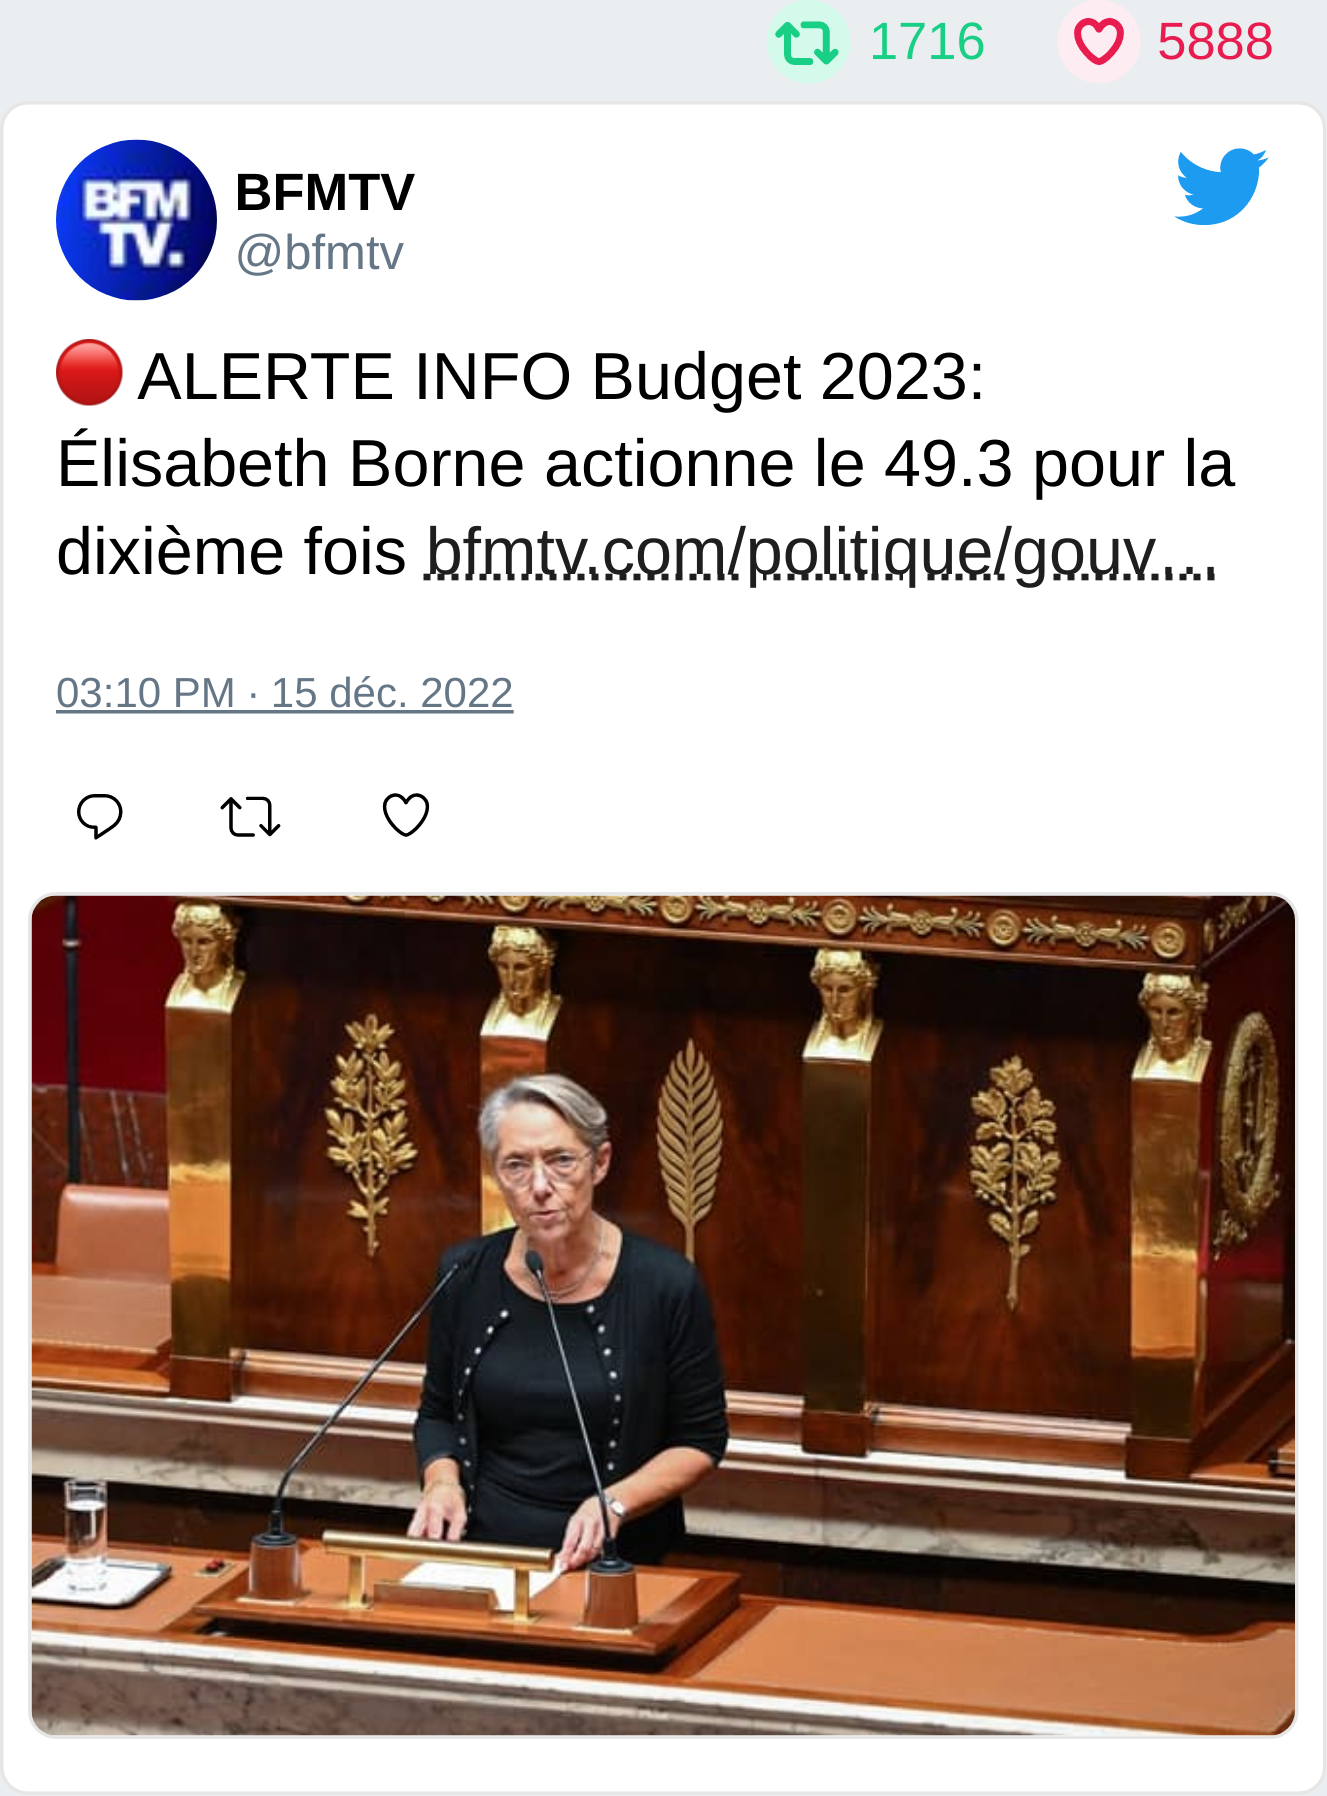 1716 5888
BFM
TV.
BFMTV
@bfmtv
🔴 ALERTE INFO Budget 2023:
Élisabeth Borne actionne le 49.3 pour la
dixième fois bfmtv.com/politique/gouv…
03:10 PM · 15 déc. 2022